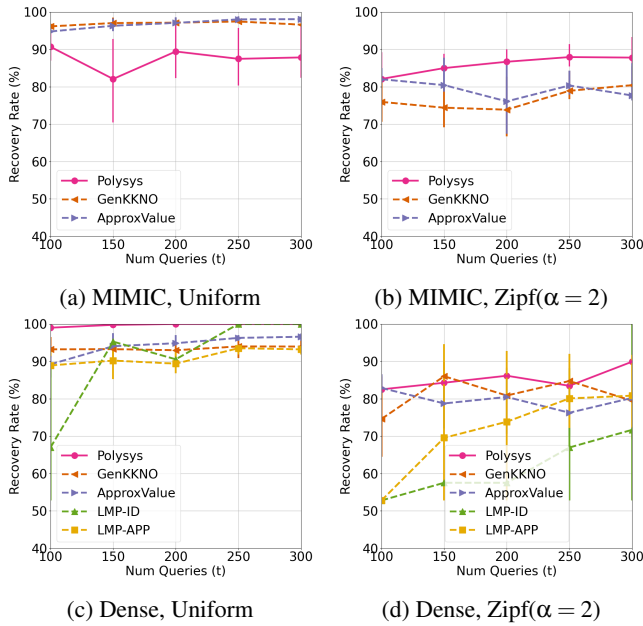 100
90
80
70
60
50
40
Recovery Rate (%)
Polysys
GenKKNO
ApproxValue
100 150 200 250 300
Num Queries (t)
(a) MIMIC, Uniform
100
90
80
70
60
50
40
Recovery Rate (%)
Polysys
GenKKNO
ApproxValue
100 150 200 250 300
Num Queries (t)
(b) MIMIC, Zipf(α = 2)
100
90
80
70
60
50
40
Recovery Rate (%)
Polysys
GenKKNO
ApproxValue
LMP-ID
LMP-APP
100 150 200 250 300
Num Queries (t)
(c) Dense, Uniform
100
90
80
70
60
50
40
Recovery Rate (%)
Polysys
GenKKNO
ApproxValue
LMP-ID
LMP-APP
100 150 200 250 300
Num Queries (t)
(d) Dense, Zipf(α = 2)